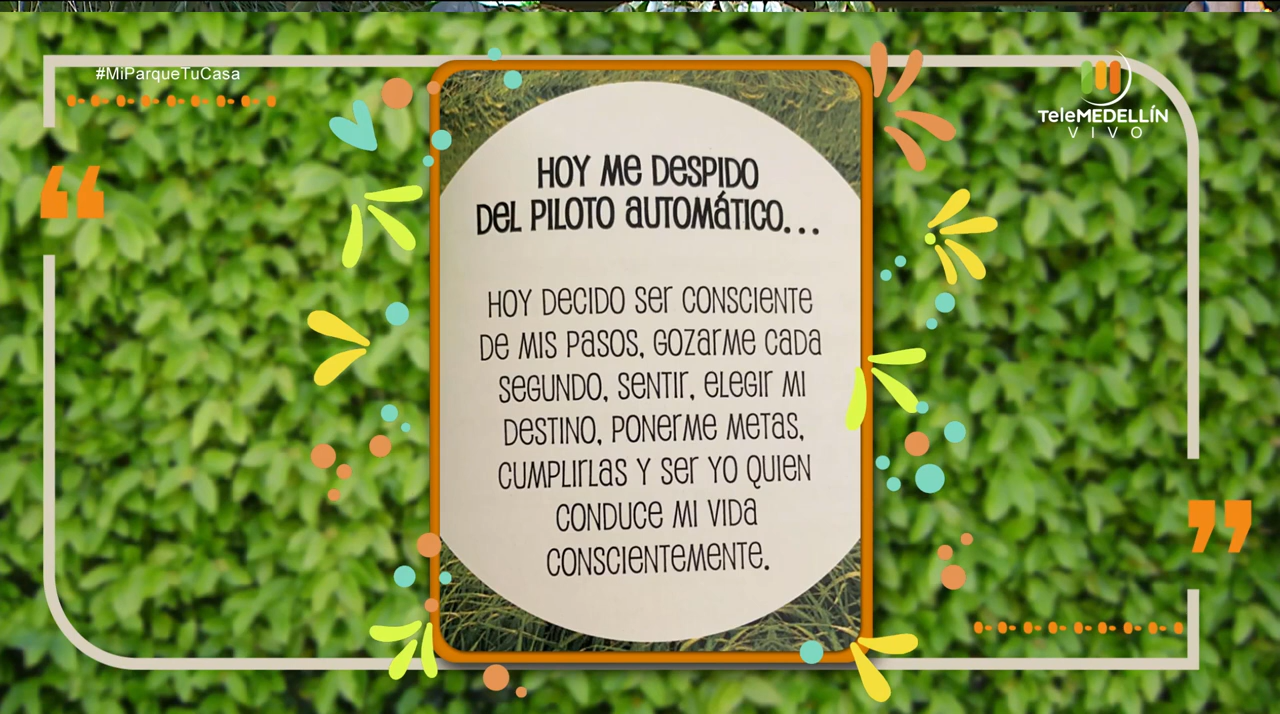 #MiParqueTuCasa
TeleMEDELLÍN
VIVO
“
HOY Me DesPIDO
Del PILOTO aUTOMáTICO...
HOY DeCIDO ser CONSCIeNTe
De MIS Pasos, GOZarMe CaDa
seGUNDO, seNTIr, eleGIr MI
DesTINO, PONerMe MeTas,
CUMPLIrlas Y ser YO QUIeN
CONDUCe MI VIDa
CONSCIeNTeMeNTe.
”